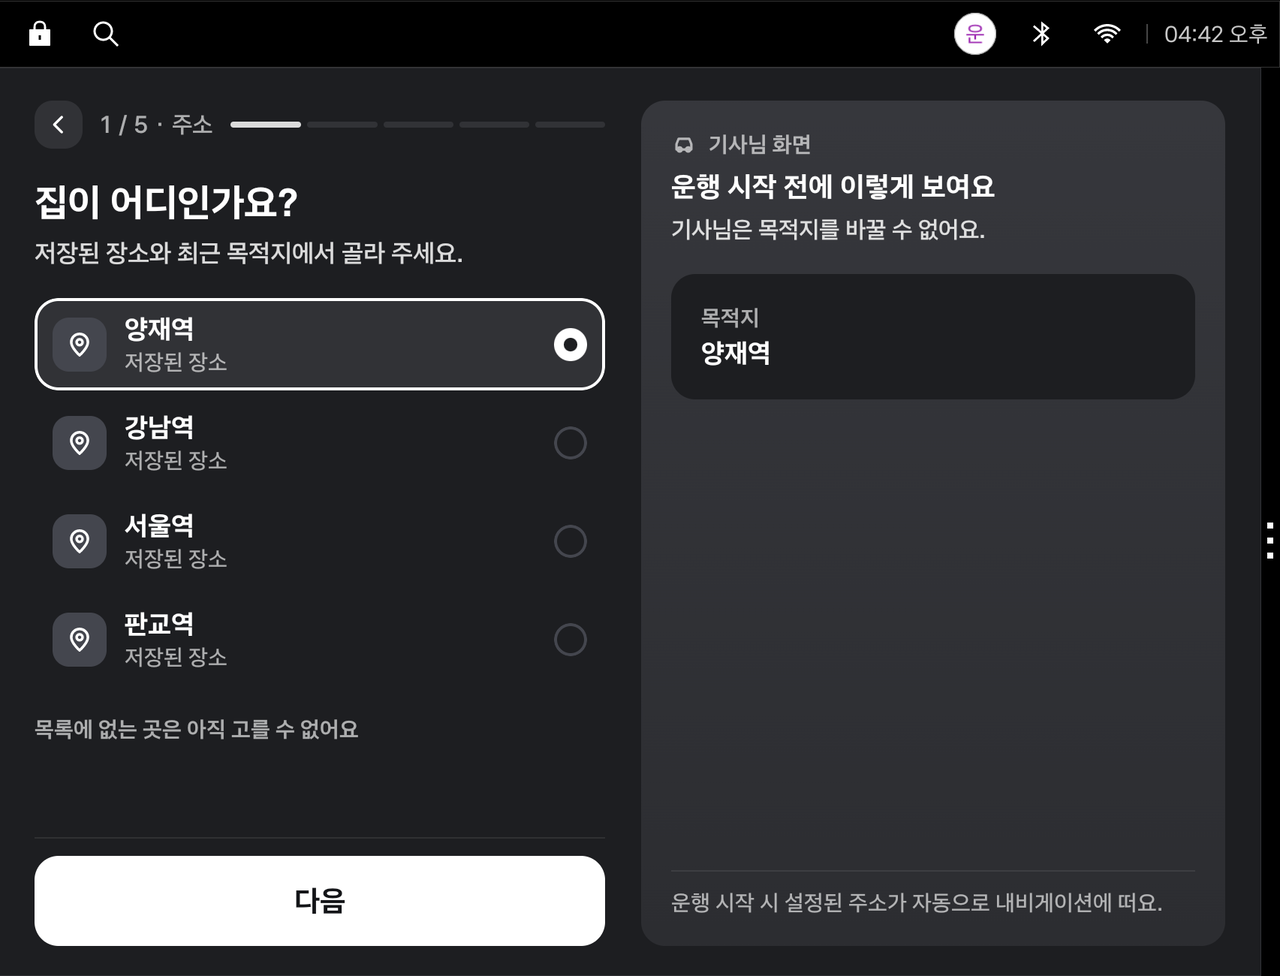 운
04:42 오후
1 / 5 · 주소
집이 어디인가요?
저장된 장소와 최근 목적지에서 골라 주세요.
양재역
저장된 장소
강남역
저장된 장소
서울역
저장된 장소
판교역
저장된 장소
목록에 없는 곳은 아직 고를 수 없어요
다음
기사님 화면
운행 시작 전에 이렇게 보여요
기사님은 목적지를 바꿀 수 없어요.
목적지
양재역
운행 시작 시 설정된 주소가 자동으로 내비게이션에 떠요.